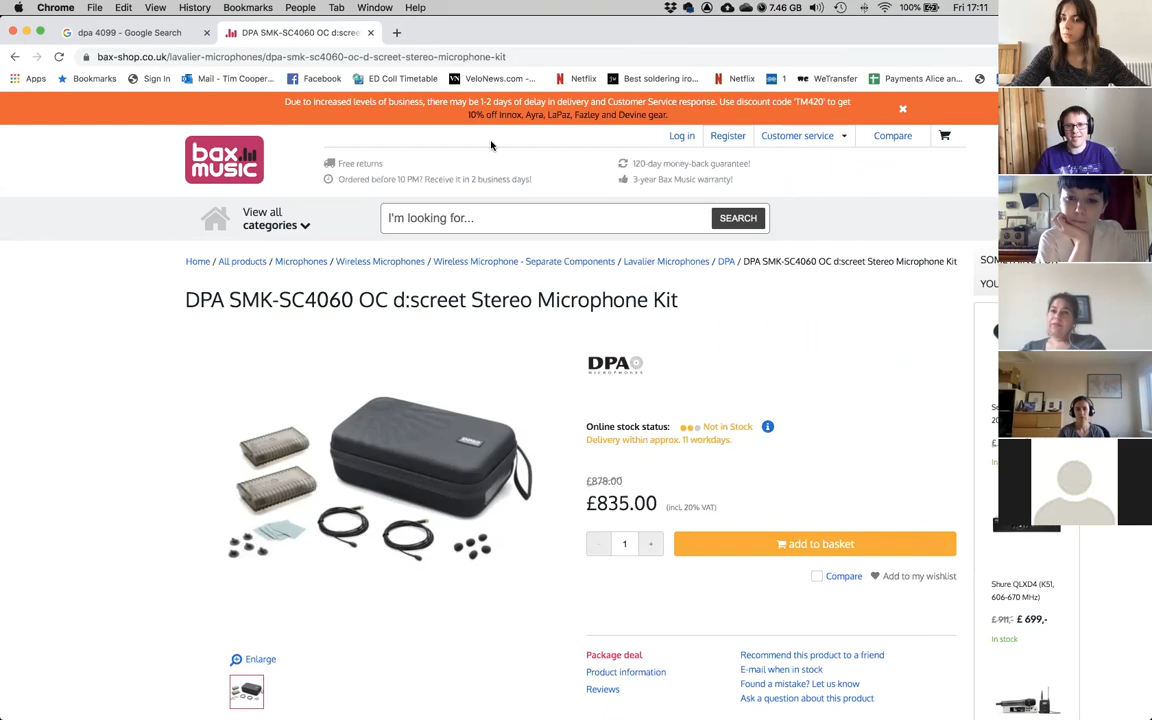 Chrome File Edit View History Bookmarks People Tab Window Help
7.46 GB 100% Fri 17:11
dpa 4099 - Google Search
DPA SMK-SC4060 OC d:scree
bax-shop.co.uk/lavalier-microphones/dpa-smk-sc4060-oc-d-screet-stereo-microphone-kit
Apps Bookmarks Sign In Mail - Tim Cooper... Facebook ED Coll Timetable VeloNews.com -... Netflix Best soldering iro... Netflix 1 WeTransfer Payments Alice an...
Due to increased levels of business, there may be 1-2 days of delay in delivery and Customer Service response. Use discount code 'TM420' to get
10% off Innox, Ayra, LaPaz, Fazley and Devine gear.
Log in Register Customer service Compare
bax
music
Free returns
120-day money-back guarantee!
Ordered before 10 PM? Receive it in 2 business days!
3-year Bax Music warranty!
View all
categories
I'm looking for...
SEARCH
Home / All products / Microphones / Wireless Microphones / Wireless Microphone - Separate Components / Lavalier Microphones / DPA / DPA SMK-SC4060 OC d:screet Stereo Microphone Kit
YOU
DPA SMK-SC4060 OC d:screet Stereo Microphone Kit
DPA
MICROPHONES
Online stock status: Not in Stock
Delivery within approx. 11 workdays.
£878.00
£835.00 (incl. 20% VAT)
- 1 +
add to basket
Compare Add to my wishlist
Shure QLXD4 (K51,
606-670 MHz)
£ 911,- £ 699,-
In stock
Enlarge
Package deal
Product information
Reviews
Recommend this product to a friend
E-mail when in stock
Found a mistake? Let us know
Ask a question about this product